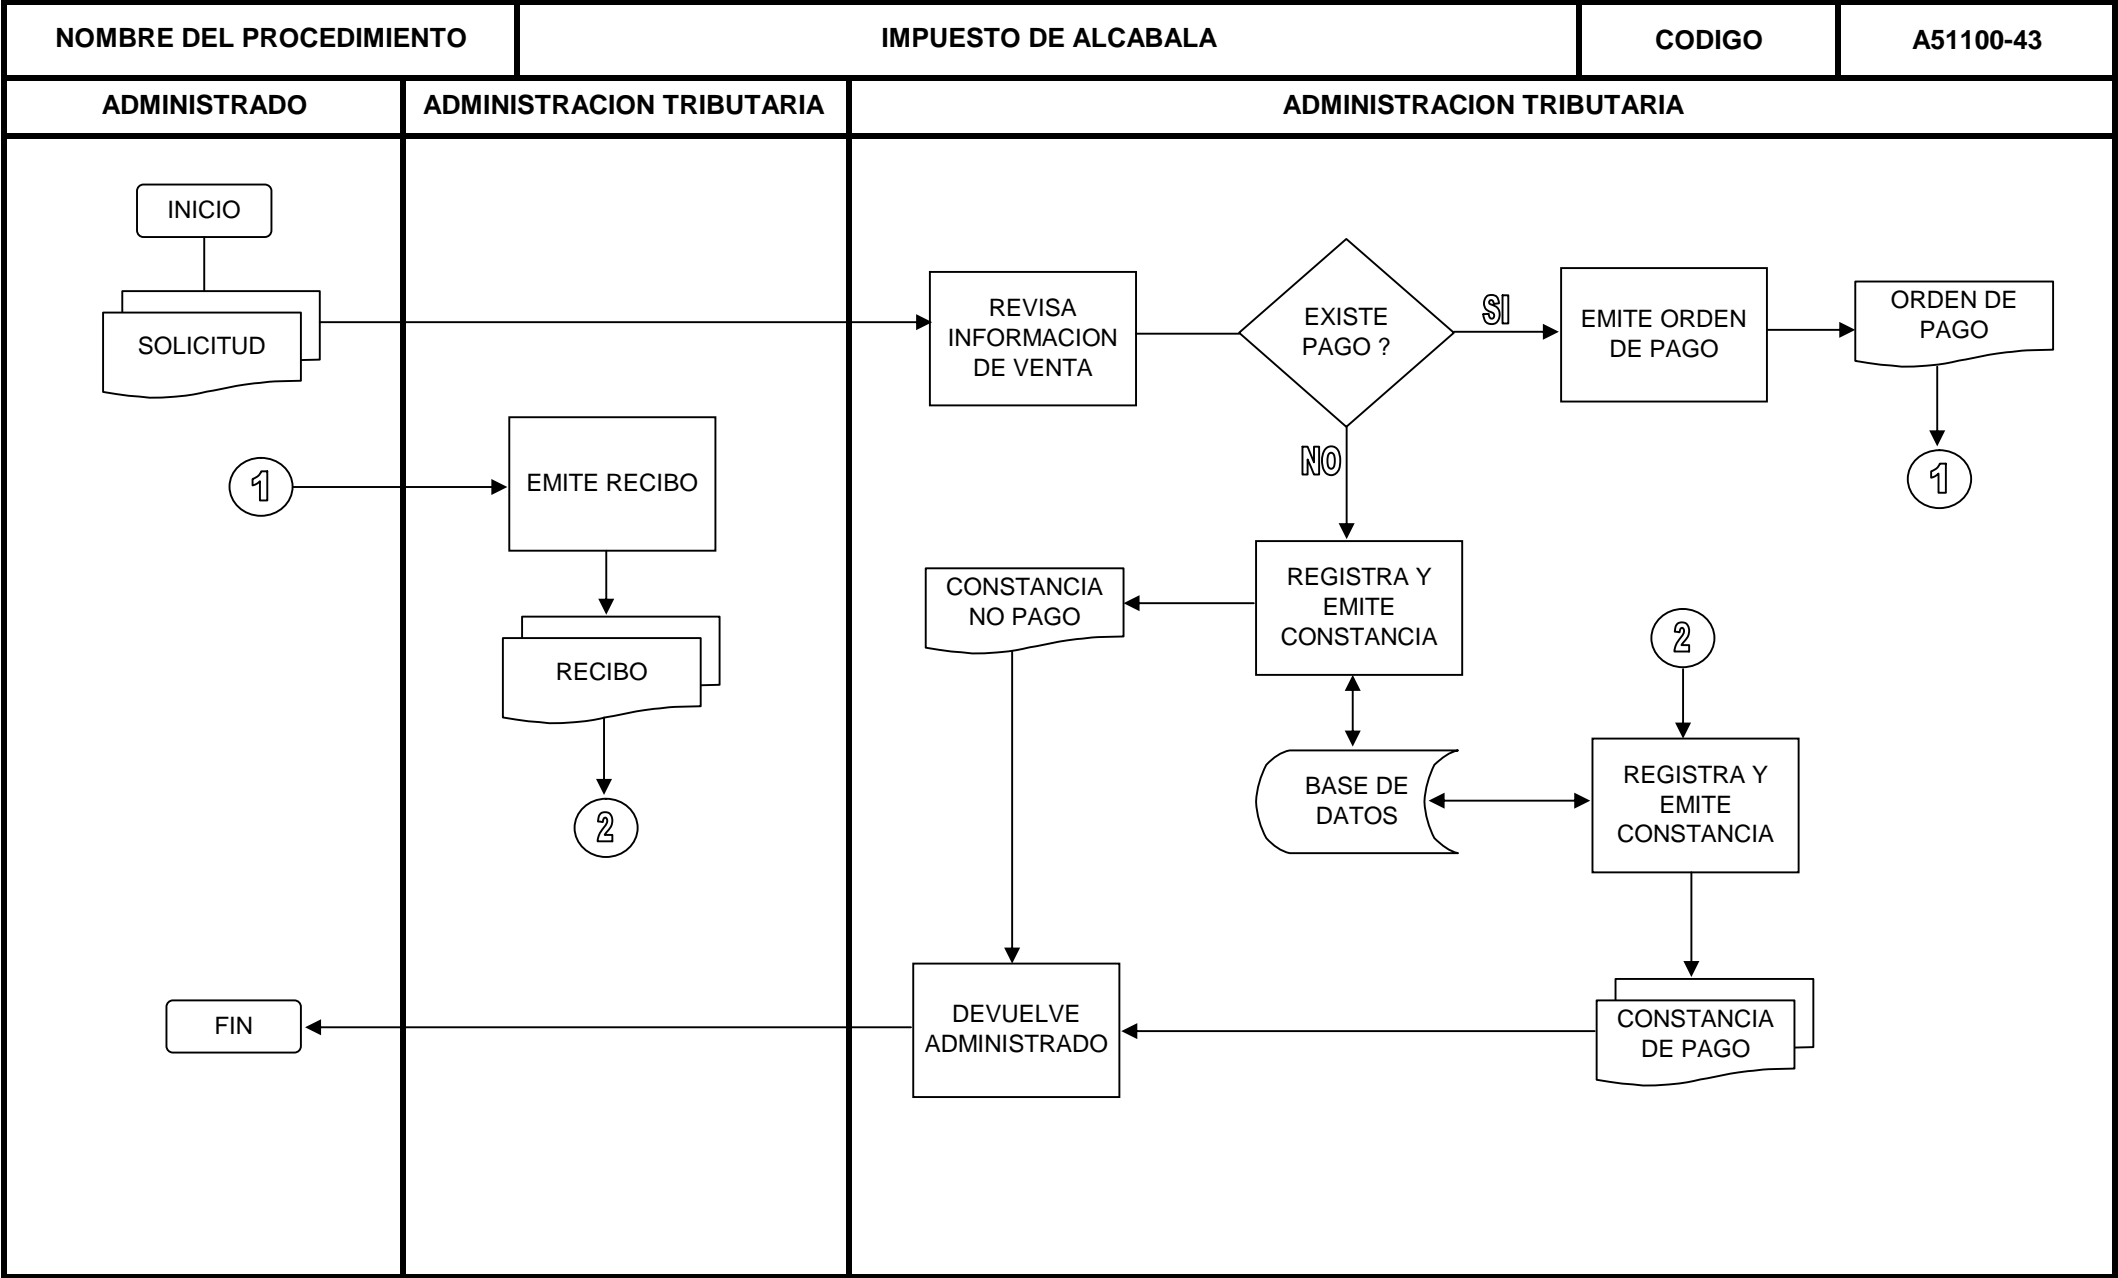 NOMBRE DEL PROCEDIMIENTO
IMPUESTO DE ALCABALA
CODIGO
A51100-43
ADMINISTRADO
ADMINISTRACION TRIBUTARIA
ADMINISTRACION TRIBUTARIA
INICIO
SOLICITUD
REVISA
INFORMACION
DE VENTA
EXISTE
PAGO ?
SI
EMITE ORDEN
DE PAGO
ORDEN DE
PAGO
1
NO
1
EMITE RECIBO
RECIBO
2
REGISTRA Y
EMITE
CONSTANCIA
CONSTANCIA
NO PAGO
BASE DE
DATOS
2
REGISTRA Y
EMITE
CONSTANCIA
CONSTANCIA
DE PAGO
DEVUELVE
ADMINISTRADO
FIN